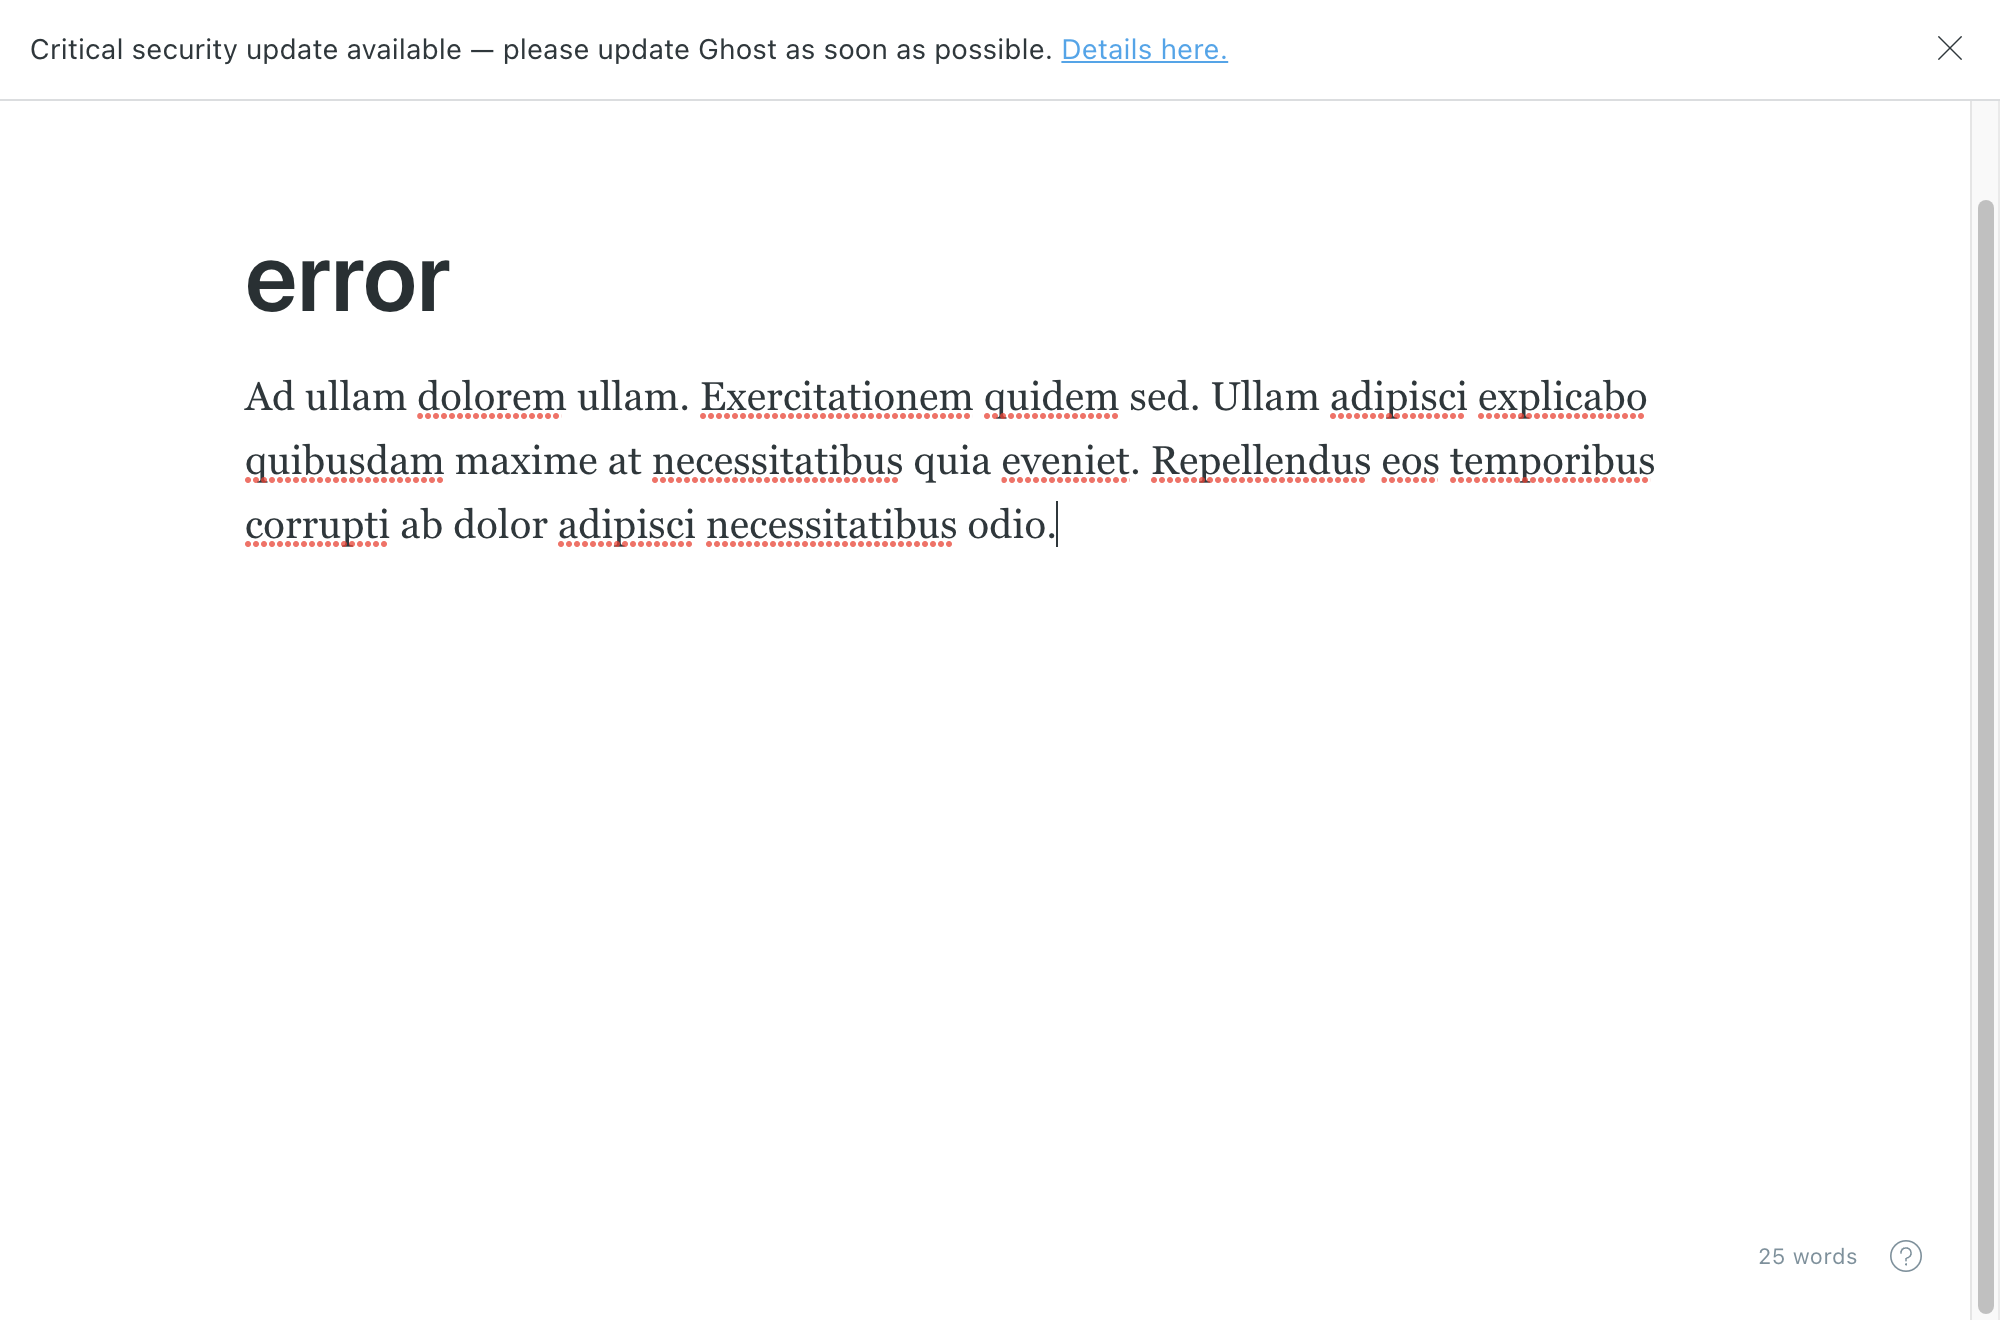 Critical security update available — please update Ghost as soon as possible. Details here.
error
Ad ullam dolorem ullam. Exercitationem quidem sed. Ullam adipisci explicabo
quibusdam maxime at necessitatibus quia eveniet. Repellendus eos temporibus
corrupti ab dolor adipisci necessitatibus odio.
25 words
?